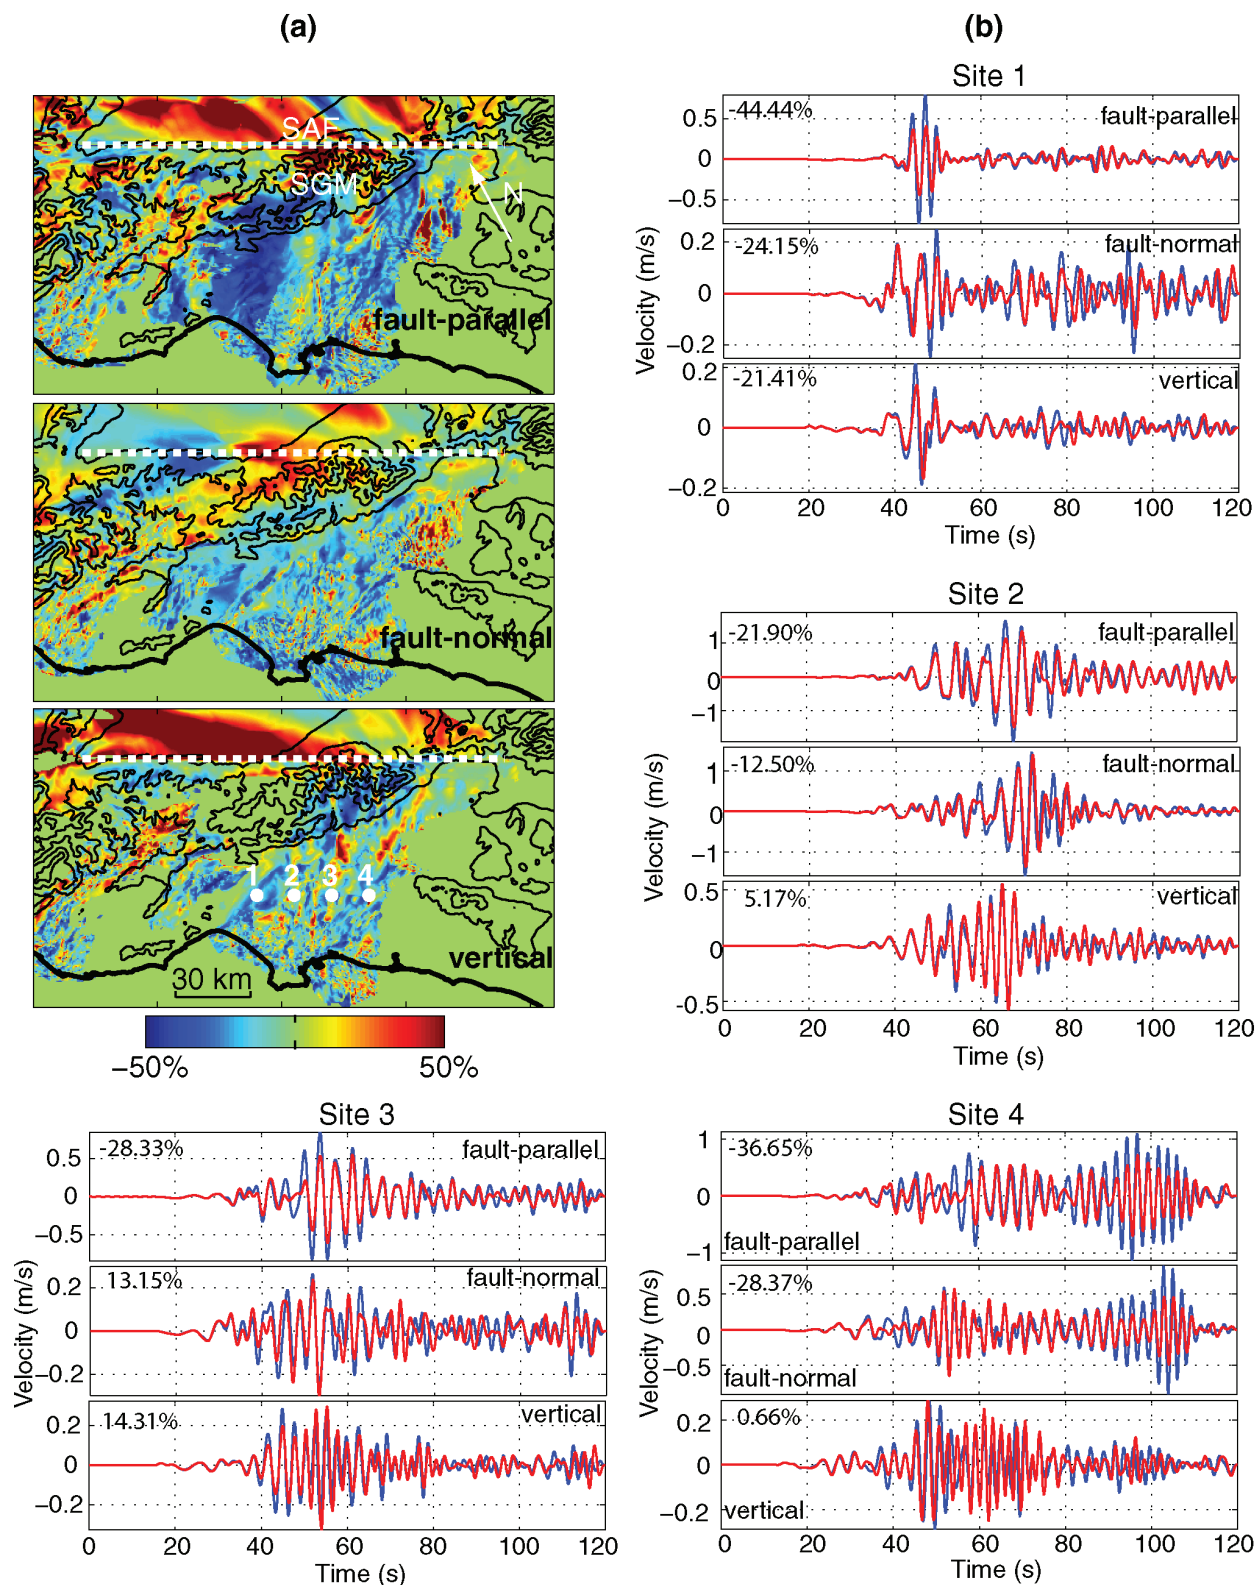 (a)
SAF
SGM
N
fault-parallel
fault-normal
1 2 3 4
vertical
30 km
−50% 50%
(b)
Site 1
-44.44% fault-parallel
0.5
0
−0.5
-24.15% fault-normal
0.2
0
−0.2
-21.41% vertical
0.2
0
−0.2
Velocity (m/s)
0 20 40 60 80 100 120
Time (s)
Site 2
-21.90% fault-parallel
1
0
−1
-12.50% fault-normal
1
0
−1
5.17% vertical
0.5
0
-0.5
Velocity (m/s)
0 20 40 60 80 100 120
Time (s)
Site 3
-28.33% fault-parallel
0.5
0
−0.5
13.15% fault-normal
0.2
0
−0.2
14.31% vertical
0.2
0
−0.2
Velocity (m/s)
0 20 40 60 80 100 120
Time (s)
Site 4
-36.65%
fault-parallel
1
0
−1
-28.37%
fault-normal
0.5
0
−0.5
0.66%
vertical
0.2
0
−0.2
Velocity (m/s)
0 20 40 60 80 100 120
Time (s)